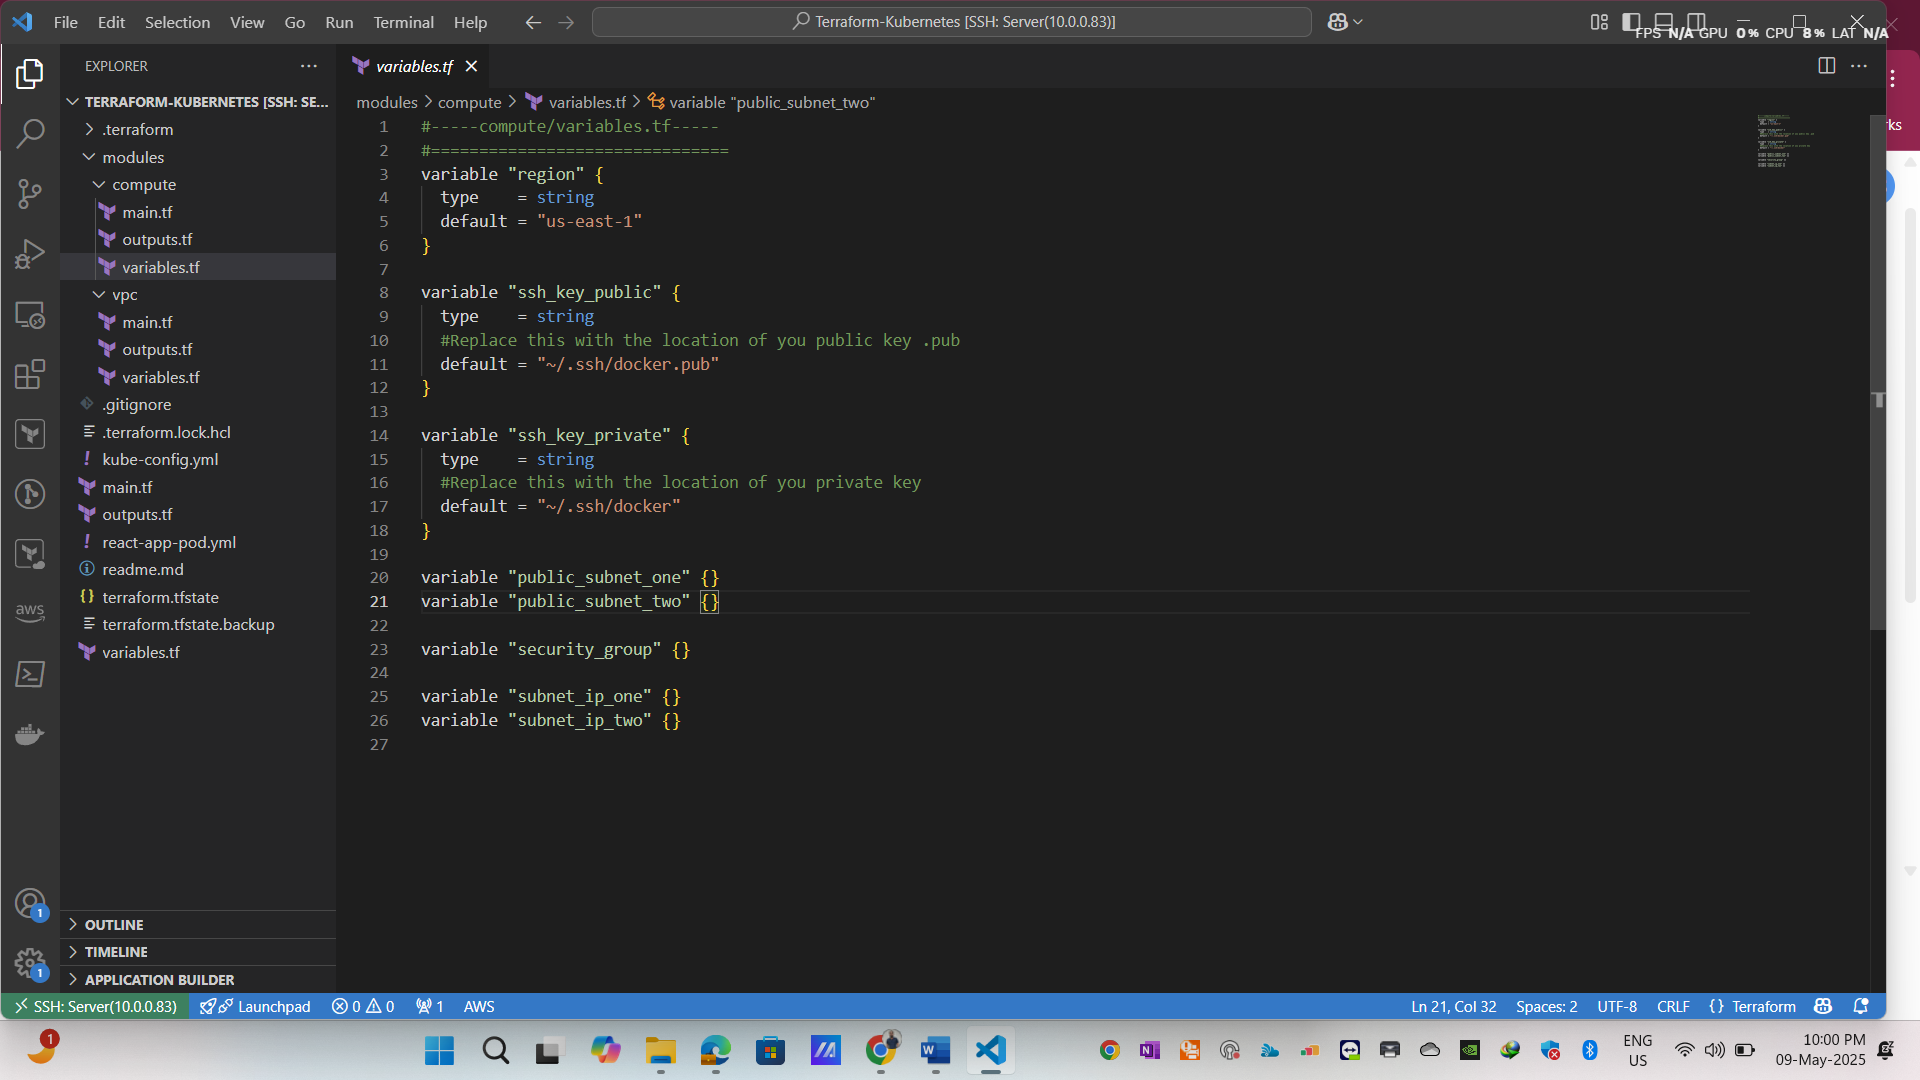 File Edit Selection View Go Run Terminal Help
Terraform-Kubernetes [SSH: Server(10.0.0.83)]
FPS N/A GPU 0% CPU 8% LAT N/A
EXPLORER
TERRAFORM-KUBERNETES [SSH: SE...
.terraform
modules
compute
main.tf
outputs.tf
variables.tf
vpc
main.tf
outputs.tf
variables.tf
.gitignore
.terraform.lock.hcl
kube-config.yml
main.tf
outputs.tf
react-app-pod.yml
readme.md
terraform.tfstate
terraform.tfstate.backup
variables.tf
OUTLINE
TIMELINE
APPLICATION BUILDER
aws
1
1
variables.tf
modules > compute > variables.tf > variable "public_subnet_two"
1 #-----compute/variables.tf-----
2 #===============================
3 variable "region" {
4 type = string
5 default = "us-east-1"
6 }
7
8 variable "ssh_key_public" {
9 type = string
10 #Replace this with the location of you public key .pub
11 default = "~/.ssh/docker.pub"
12 }
13
14 variable "ssh_key_private" {
15 type = string
16 #Replace this with the location of you private key
17 default = "~/.ssh/docker"
18 }
19
20 variable "public_subnet_one" {}
21 variable "public_subnet_two" {}
22
23 variable "security_group" {}
24
25 variable "subnet_ip_one" {}
26 variable "subnet_ip_two" {}
27
rks
SSH: Server(10.0.0.83) Launchpad 0 0 1 AWS
Ln 21, Col 32 Spaces: 2 UTF-8 CRLF {} Terraform
1
ENG
US
10:00 PM
09-May-2025